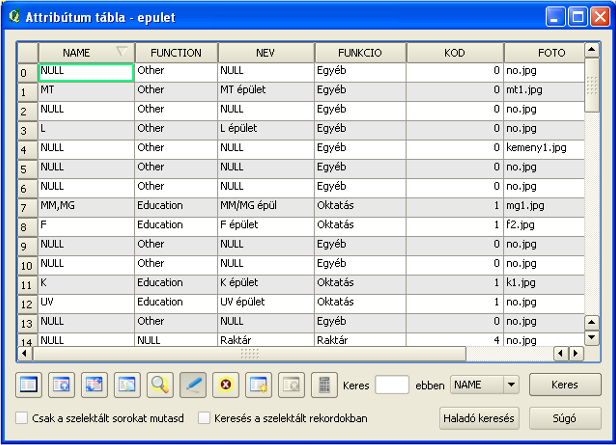 Attribútum tábla - epulet
NAME FUNCTION NEV FUNKCIO KOD FOTO
0 NULL Other NULL Egyéb 0 no.jpg
1 MT Other MT épület Egyéb 0 mt1.jpg
2 NULL Other NULL Egyéb 0 no.jpg
3 L Other L épület Egyéb 0 no.jpg
4 NULL Other NULL Egyéb 0 kemeny1.jpg
5 NULL Other NULL Egyéb 0 no.jpg
6 NULL Other NULL Egyéb 0 no.jpg
7 MM,MG Education MM/MG épül Oktatás 1 mg1.jpg
8 F Education F épület Oktatás 1 f2.jpg
9 NULL Other NULL Egyéb 0 no.jpg
10 NULL Other NULL Egyéb 0 no.jpg
11 K Education K épület Oktatás 1 k1.jpg
12 UV Education UV épület Oktatás 1 no.jpg
13 NULL Other NULL Egyéb 0 no.jpg
14 NULL NULL Raktár Raktár 4 no.jpg
Keres ebben NAME Keres
Csak a szelektált sorokat mutasd Keresés a szelektált rekordokban Haladó keresés Súgó